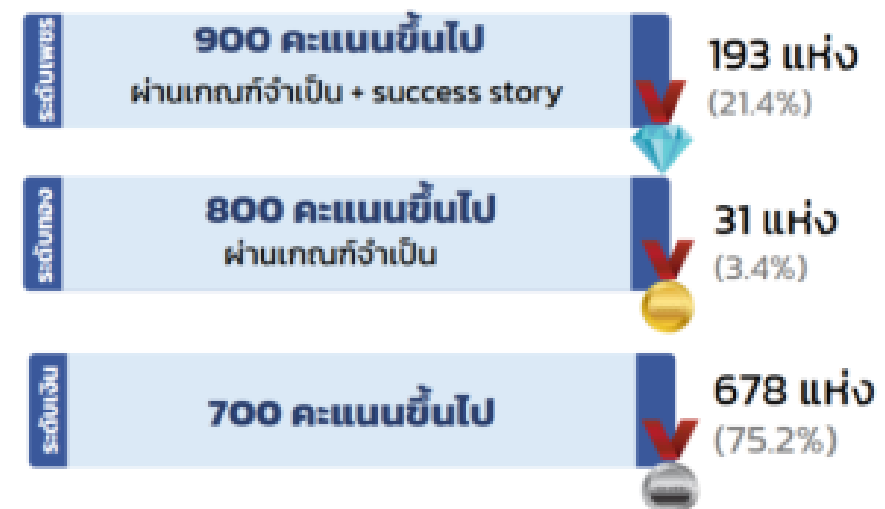 ระดับเพชร
900 คะแนนขึ้นไป
ผ่านเกณฑ์จำเป็น + success story
193 แห่ง
(21.4%)
ระดับทอง
800 คะแนนขึ้นไป
ผ่านเกณฑ์จำเป็น
31 แห่ง
(3.4%)
ระดับเงิน
700 คะแนนขึ้นไป
678 แห่ง
(75.2%)